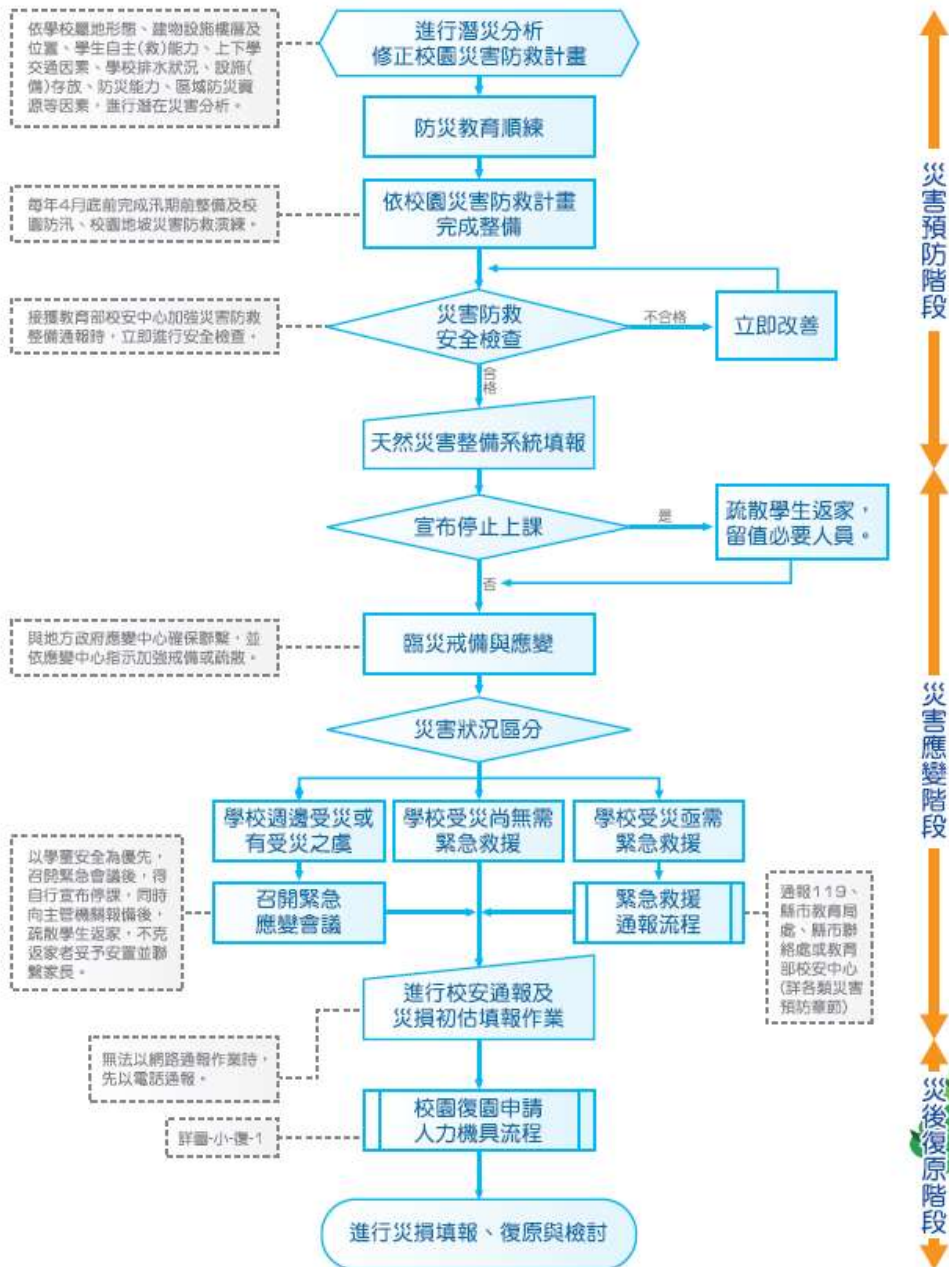 依學校屬地形態、建物設施樓層及
位置、學生自主(救)能力、上下學
交通因素、學校排水狀況、設施(
備)存放、防災能力、區域防災資
源等因素，進行潛在災害分析。
進行潛災分析
修正校園災害防救計畫
防災教育順練
每年4月底前完成汛期前整備及校
園防汛、校園地坡災害防救演練。
依校園災害防救計畫
完成整備
接獲教育部校安中心加強災害防救
整備通報時，立即進行安全檢查。
災害防救
安全檢查
不合格
立即改善
合格
天然災害整備系統填報
災害預防階段
宣布停止上課
是
疏散學生返家，
留值必要人員。
否
與地方政府應變中心確保聯繫，並
依應變中心指示加強戒備或疏散。
臨災戒備與應變
災害狀況區分
學校週邊受災或
有受災之虞
學校受災尚無需
緊急救援
學校受災亟需
緊急救援
以學童安全為優先，
召開緊急會議後，得
自行宣布停課，同時
向主管機關報備後，
疏散學生返家，不克
返家者妥予安置並聯
繫家長。
召開緊急
應變會議
緊急救援
通報流程
通報119、
縣市教育局
處、縣市聯
絡處或教育
部校安中心
(詳各類災害
預防章節)
進行校安通報及
災損初估填報作業
災害應變階段
無法以網路通報作業時，
先以電話通報。
校園復園申請
人力機具流程
詳圖-小-復-1
進行災損填報、復原與檢討
災後復原階段